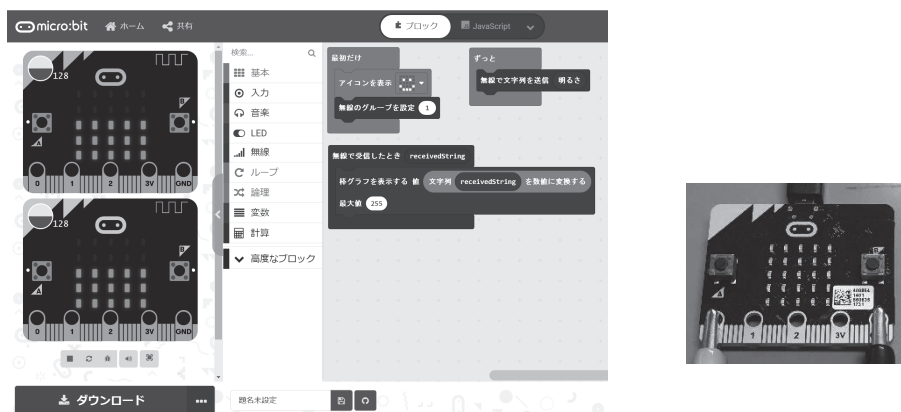 micro:bit ホーム 共有 ブロック JavaScript
128
A
B
0 1 2 3V GND
128
A
B
0 1 2 3V GND
ダウンロード
検索...
基本
入力
音楽
LED
無線
ループ
論理
変数
計算
高度なブロック
題名未設定
最初だけ
アイコンを表示
無線のグループを設定 1
ずっと
無線で文字列を送信 明るさ
無線で受信したとき receivedString
棒グラフを表示する 値 文字列 receivedString を数値に変換する
最大値 255
B
1 2 3V